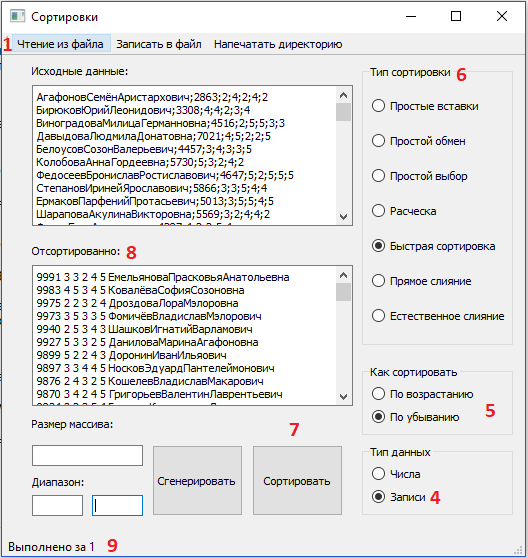 Сортировки
1 Чтение из файла Записать в файл Напечатать директорию
Исходные данные:
АгафоновСемёнАристархович;2863;2;4;2;4;2
БирюковЮрийЛеонидович;3308;4;4;2;3;4
ВиноградоваМилицаГерманновна;4516;2;5;5;3;3
ДавыдоваЛюдмилаДонатовна;7021;4;5;2;2;5
БелоусовСозонВалерьевич;4457;3;4;3;3;5
КолобоваАннаГордеевна;5730;5;3;2;4;2
ФедосеевБрониславРостиславович;4647;5;2;5;5;5
СтепановИринейЯрославович;5866;3;3;5;4;4
ЕрмаковПарфенийПротасьевич;5013;3;5;5;4;5
ШараповаАкулинаВикторовна;5569;3;2;4;4;2
Отсортированно: 8
9991 3 3 2 4 5 ЕмельяноваПрасковьяАнатольевна
9983 4 5 3 4 5 КовалёваСофияСозоновна
9975 2 2 3 2 4 ДроздоваЛораМэлоровна
9973 3 5 3 3 5 ФомичёвВладиславМэлорович
9940 2 5 3 4 3 ШашковИгнатийВарламович
9927 5 3 3 2 5 ДаниловаМаринаАгафоновна
9899 5 2 2 4 3 ДоронинИванИльяович
9897 3 3 4 4 5 НосковЭдуардПантелеймонович
9876 2 4 3 2 5 КошелевВладиславМакарович
9870 3 4 2 4 5 ГригорьевВалентинЛаврентьевич
Размер массива:
Диапазон:
7
Сгенерировать
Сортировать
Тип сортировки 6
Простые вставки
Простой обмен
Простой выбор
Расческа
Быстрая сортировка
Прямое слияние
Естественное слияние
Как сортировать
По возрастанию
По убыванию 5
Тип данных
Числа
Записи 4
Выполнено за 1 9